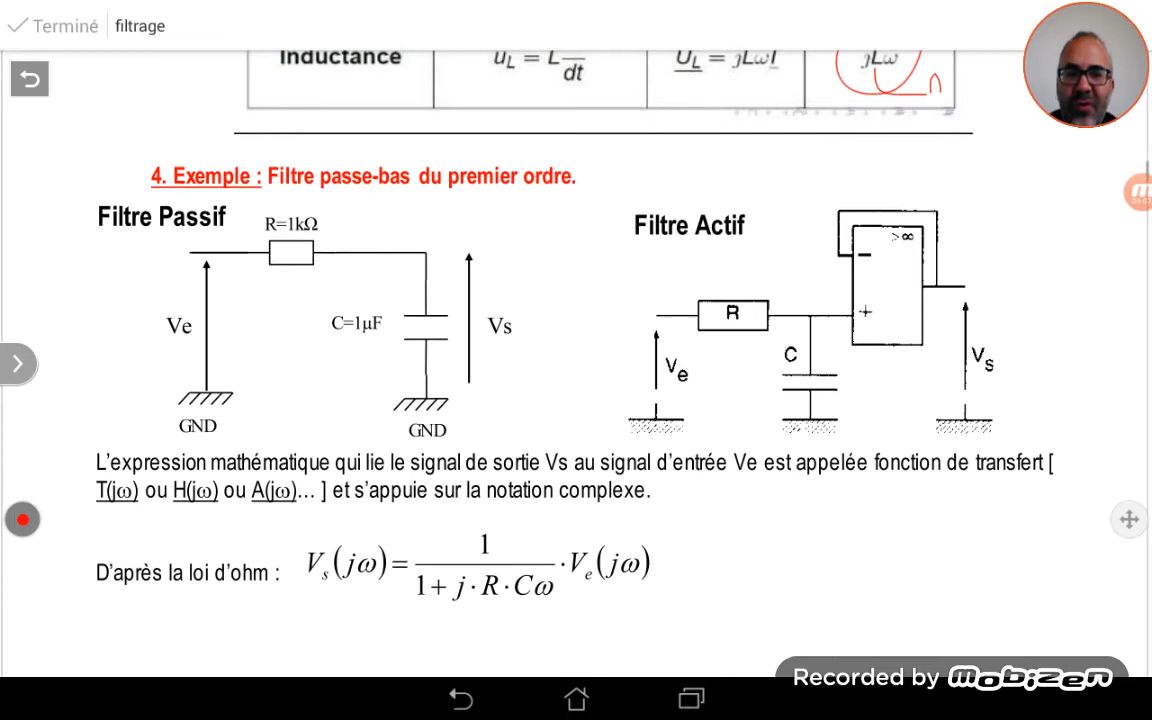 Terminé filtrage
Inductance u_L = L __ dt U_L = jLωI jLω
4. Exemple : Filtre passe-bas du premier ordre.
Filtre Passif
R=1kΩ
Filtre Actif
>∞
−
+
R
Ve
C=1µF
Vs
C
Ve
Vs
GND
GND
L'expression mathématique qui lie le signal de sortie Vs au signal d'entrée Ve est appelée fonction de transfert [
T(jω) ou H(jω) ou A(jω)... ] et s'appuie sur la notation complexe.
D'après la loi d'ohm : V_s(jω) = 1 / (1 + j · R · Cω) · V_e(jω)
Recorded by mobizen